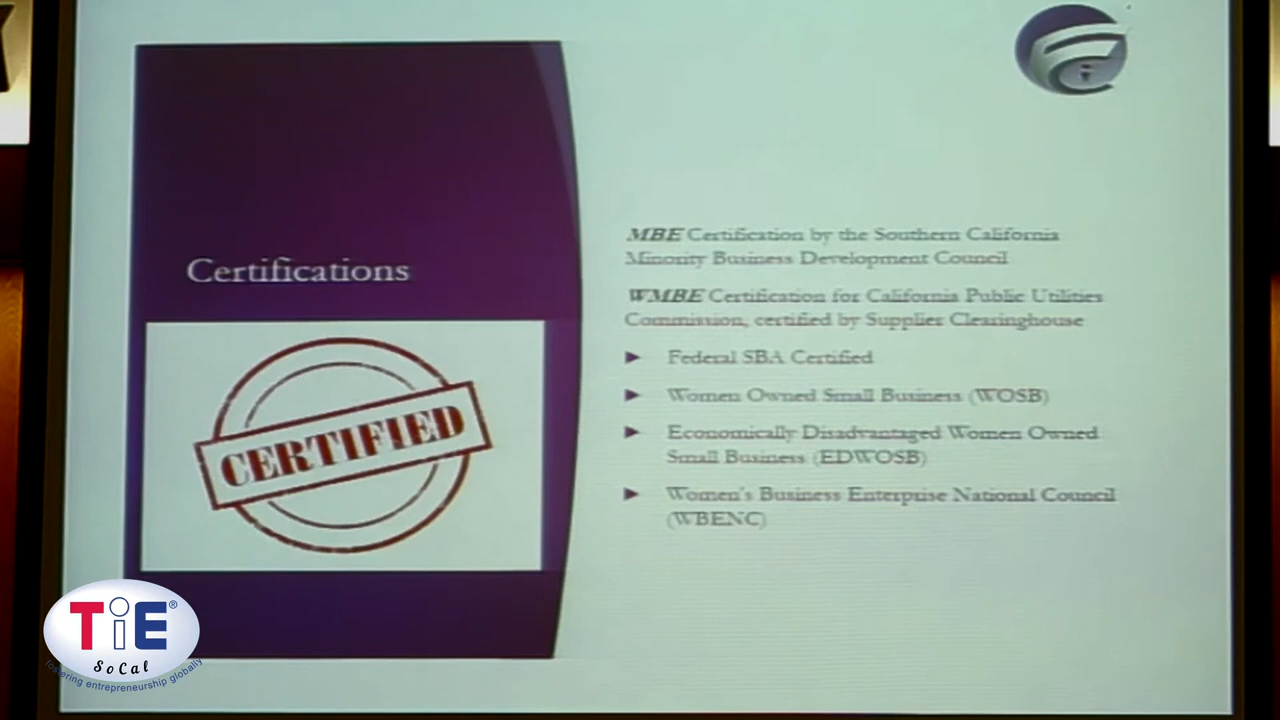 Certifications
CERTIFIED
MBE Certification by the Southern California
Minority Business Development Council
WMBE Certification for California Public Utilities
Commission, certified by Supplier Clearinghouse
Federal SBA Certified
Women Owned Small Business (WOSB)
Economically Disadvantaged Women Owned
Small Business (EDWOSB)
Women's Business Enterprise National Council
(WBENC)
TiE®
SoCal
fostering entrepreneurship globally